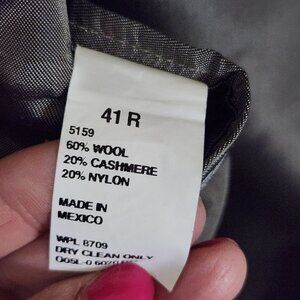 41 R
5159
60% WOOL
20% CASHMERE
20% NYLON
MADE IN
MEXICO
WPL 8709
DRY CLEAN ONLY